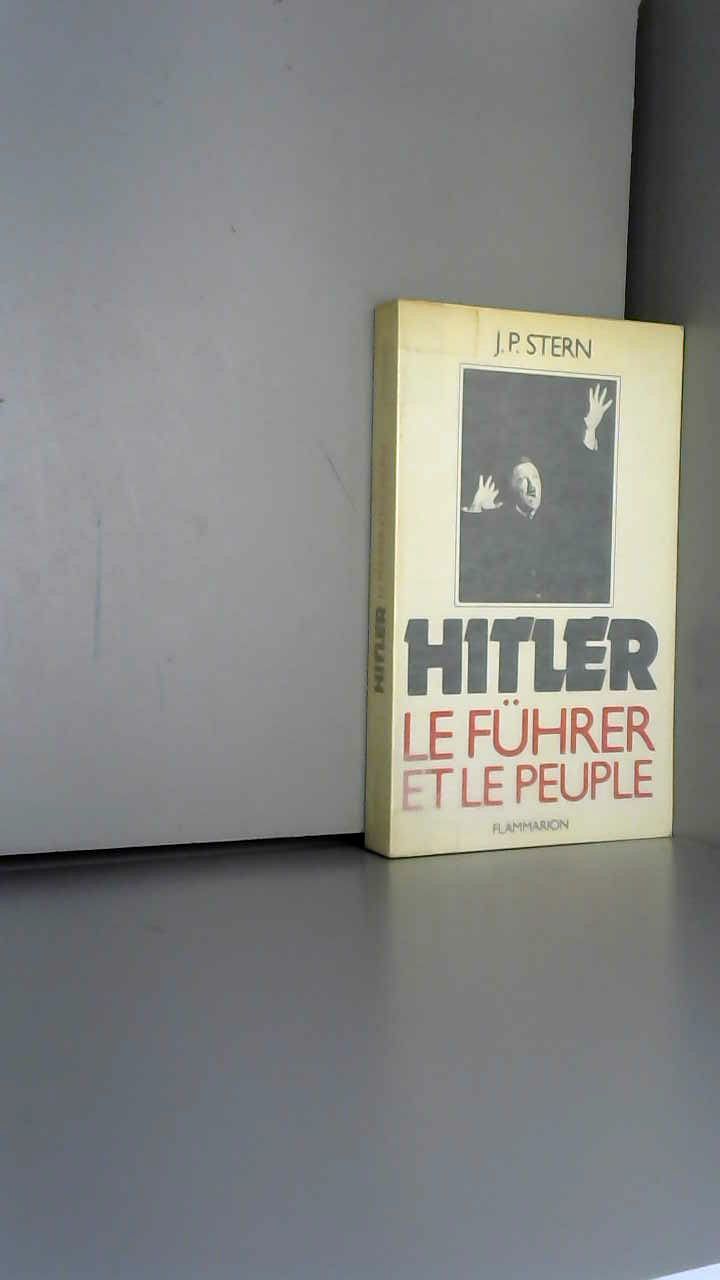 J.P. STERN
HITLER
LE FÜHRER
ET LE PEUPLE
FLAMMARION
HITLER